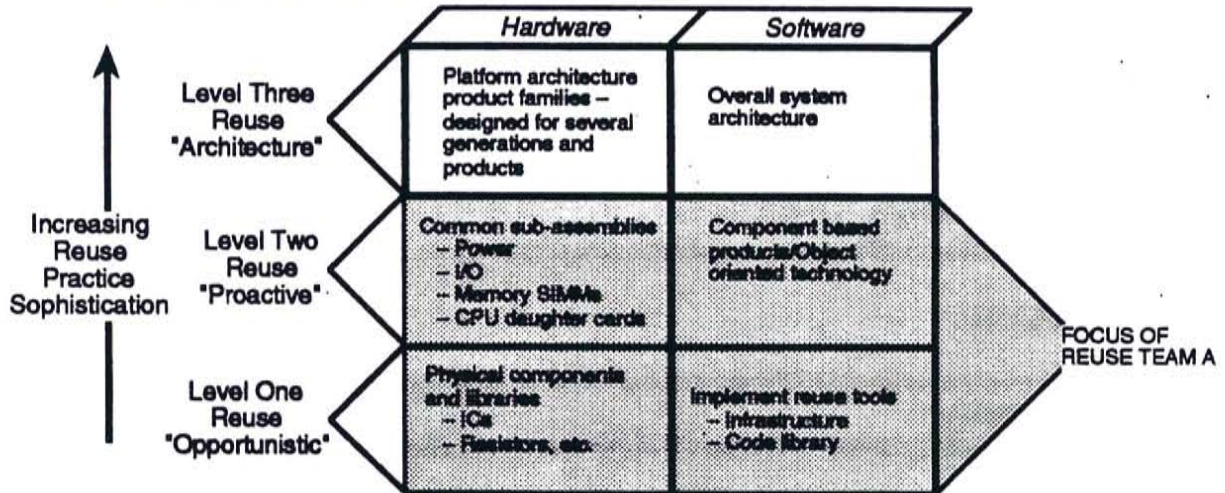 Hardware
Software
Level Three
Reuse
"Architecture"
Platform architecture
product families –
designed for several
generations and
products
Overall system
architecture
Increasing
Reuse
Practice
Sophistication
Level Two
Reuse
"Proactive"
Common sub-assemblies
– Power
– I/O
– Memory SIMMs
– CPU daughter cards
Component based
products/Object
oriented technology
FOCUS OF
REUSE TEAM A
Level One
Reuse
"Opportunistic"
Physical components
and libraries
– ICs
– Resistors, etc.
Implement reuse tools
– Infrastructure
– Code library